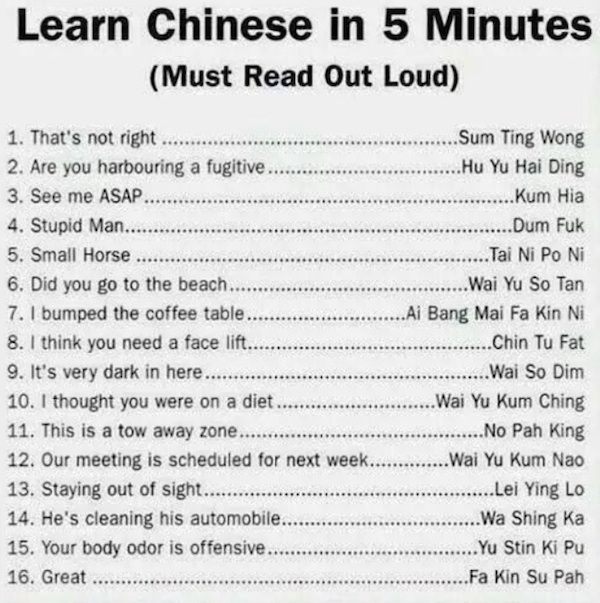 Learn Chinese in 5 Minutes
(Must Read Out Loud)
1. That's not right ................................................Sum Ting Wong
2. Are you harbouring a fugitive...............................Hu Yu Hai Ding
3. See me ASAP............................................................Kum Hia
4. Stupid Man...............................................................Dum Fuk
5. Small Horse .........................................................Tai Ni Po Ni
6. Did you go to the beach......................................Wai Yu So Tan
7. I bumped the coffee table..........................Ai Bang Mai Fa Kin Ni
8. I think you need a face lift.......................................Chin Tu Fat
9. It's very dark in here..............................................Wai So Dim
10. I thought you were on a diet..........................Wai Yu Kum Ching
11. This is a tow away zone........................................No Pah King
12. Our meeting is scheduled for next week.............Wai Yu Kum Nao
13. Staying out of sight................................................Lei Ying Lo
14. He's cleaning his automobile.................................Wa Shing Ka
15. Your body odor is offensive...................................Yu Stin Ki Pu
16. Great ..............................................................Fa Kin Su Pah